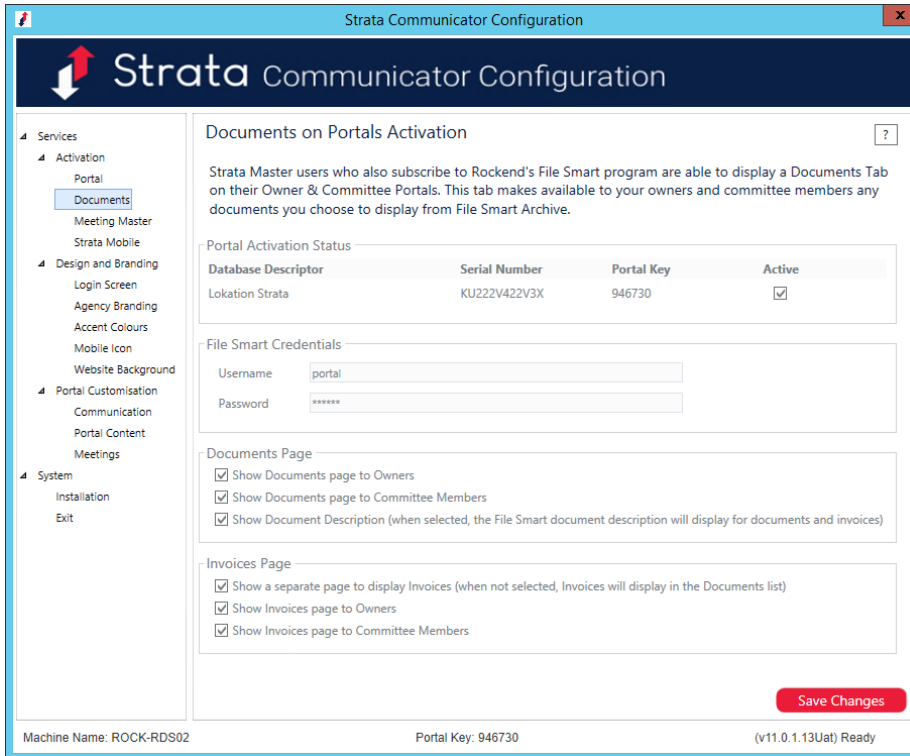 Strata Communicator Configuration
x
Strata Communicator Configuration
Services
Activation
Portal
Documents
Meeting Master
Strata Mobile
Design and Branding
Login Screen
Agency Branding
Accent Colours
Mobile Icon
Website Background
Portal Customisation
Communication
Portal Content
Meetings
System
Installation
Exit
Documents on Portals Activation
?
Strata Master users who also subscribe to Rockend's File Smart program are able to display a Documents Tab
on their Owner & Committee Portals. This tab makes available to your owners and committee members any
documents you choose to display from File Smart Archive.
Portal Activation Status
Database Descriptor Serial Number Portal Key Active
Lokation Strata KU222V422V3X 946730
File Smart Credentials
Username portal
Password ******
Documents Page
Show Documents page to Owners
Show Documents page to Committee Members
Show Document Description (when selected, the File Smart document description will display for documents and invoices)
Invoices Page
Show a separate page to display Invoices (when not selected, Invoices will display in the Documents list)
Show Invoices page to Owners
Show Invoices page to Committee Members
Save Changes
Machine Name: ROCK-RDS02 Portal Key: 946730 (v11.0.1.13Uat) Ready